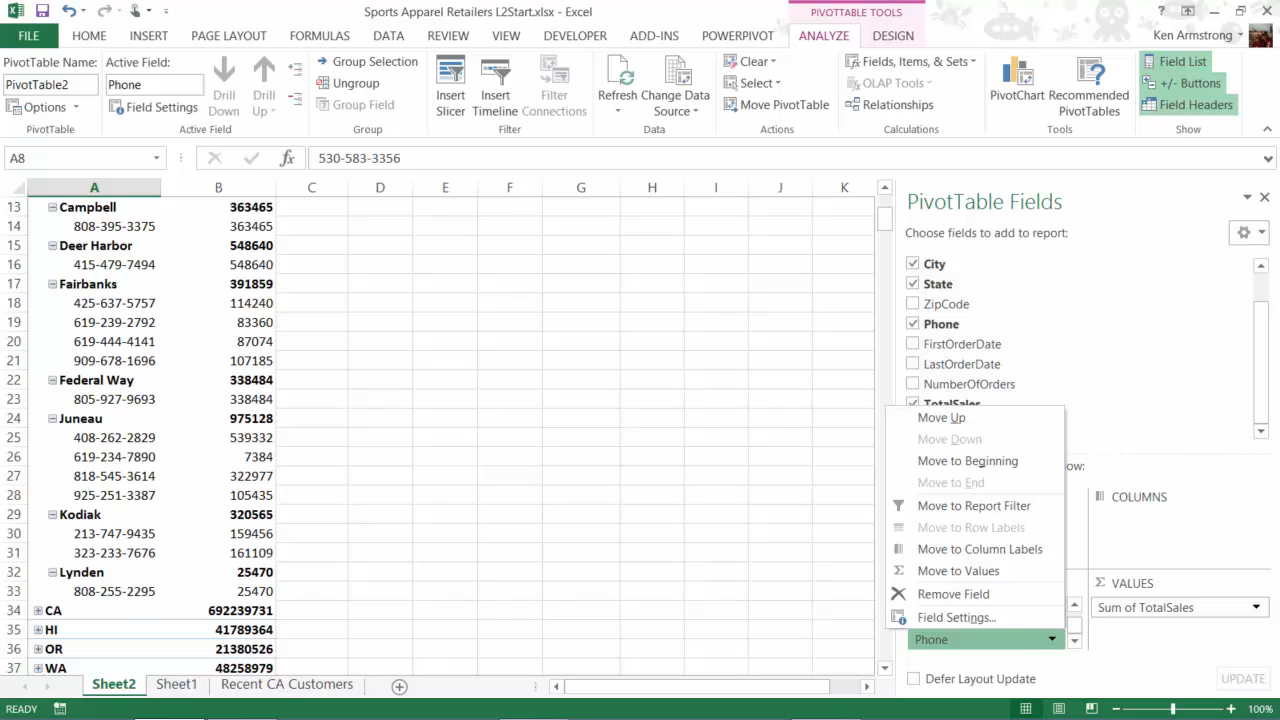 Sports Apparel Retailers L2Start.xlsx - Excel
PIVOTTABLE TOOLS
?
FILE HOME INSERT PAGE LAYOUT FORMULAS DATA REVIEW VIEW DEVELOPER ADD-INS POWERPIVOT ANALYZE DESIGN Ken Armstrong
PivotTable Name:
PivotTable2
Options
PivotTable
Active Field:
Phone
Field Settings
Drill Down
Drill Up
Active Field
Group Selection
Ungroup
Group Field
Group
Insert Slicer
Insert Timeline
Filter Connections
Filter
Refresh
Change Data Source
Data
Clear
Select
Move PivotTable
Actions
Fields, Items, & Sets
OLAP Tools
Relationships
Calculations
PivotChart
Recommended PivotTables
Tools
Field List
+/- Buttons
Field Headers
Show
A8 fx 530-583-3356
A B C D E F G H I J K
13 Campbell 363465
14 808-395-3375 363465
15 Deer Harbor 548640
16 415-479-7494 548640
17 Fairbanks 391859
18 425-637-5757 114240
19 619-239-2792 83360
20 619-444-4141 87074
21 909-678-1696 107185
22 Federal Way 338484
23 805-927-9693 338484
24 Juneau 975128
25 408-262-2829 539332
26 619-234-7890 7384
27 818-545-3614 322977
28 925-251-3387 105435
29 Kodiak 320565
30 213-747-9435 159456
31 323-233-7676 161109
32 Lynden 25470
33 808-255-2295 25470
34 CA 692239731
35 HI 41789364
36 OR 21380526
37 WA 48258979
PivotTable Fields
Choose fields to add to report:
City
State
ZipCode
Phone
FirstOrderDate
LastOrderDate
NumberOfOrders
TotalSales
Move Up
Move Down
Move to Beginning
Move to End
Move to Report Filter
Move to Row Labels
Move to Column Labels
Move to Values
Remove Field
Field Settings...
Phone
ow:
COLUMNS
Σ VALUES
Sum of TotalSales
Defer Layout Update
UPDATE
Sheet2 Sheet1 Recent CA Customers
READY
100%